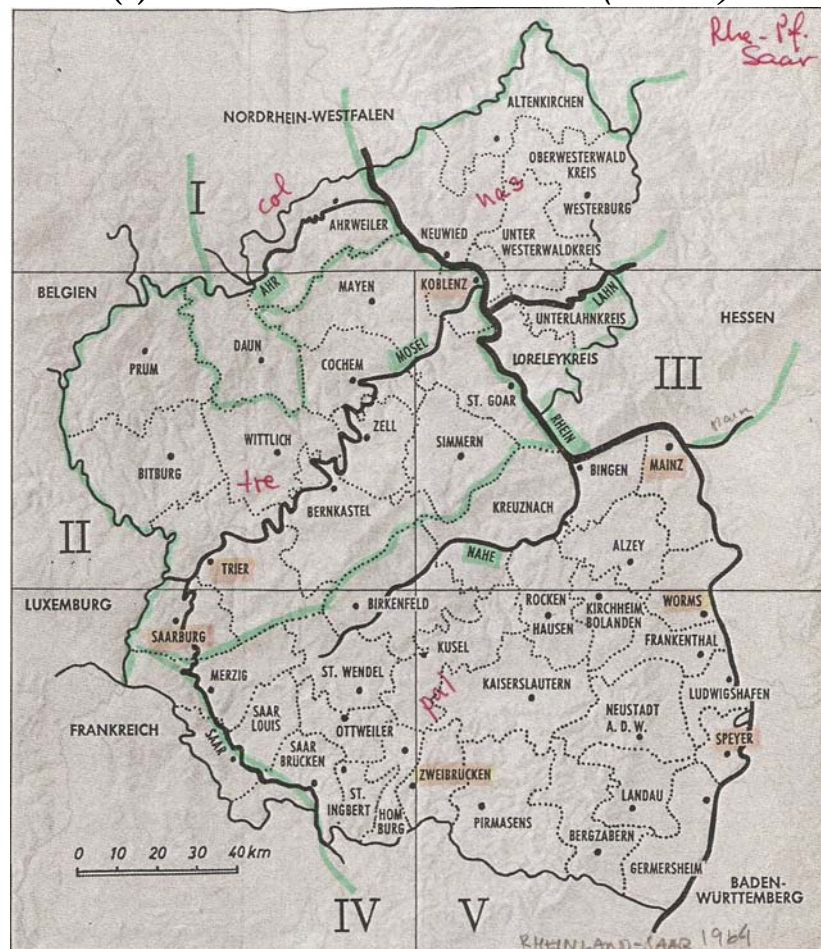 Rhe-Pf.
Saar
NORDRHEIN-WESTFALEN
ALTENKIRCHEN
OBERWESTERWALD
KREIS
WESTERBURG
I
col
nas
AHRWEILER
NEUWIED
UNTER
WESTERWALDKREIS
BELGIEN
AHR
MAYEN
KOBLENZ
LAHN
UNTERLAHNKREIS
HESSEN
PRUM
DAUN
COCHEM
MOSEL
LORELEYKREIS
III
ST. GOAR
RHEIN
Main
WITTLICH
ZELL
SIMMERN
BITBURG
tre
BINGEN
MAINZ
BERNKASTEL
KREUZNACH
II
TRIER
NAHE
ALZEY
LUXEMBURG
SAARBURG
BIRKENFELD
ROCKEN
HAUSEN
KIRCHHEIM
BOLANDEN
WORMS
FRANKENTHAL
MERZIG
ST. WENDEL
KUSEL
KAISERSLAUTERN
LUDWIGSHAFEN
pal
FRANKREICH
SAAR
LOUIS
OTTWEILER
NEUSTADT
A. D. W.
SPEYER
SAAR
SAAR
BRÜCKEN
ST.
INGBERT
HOM
BURG
ZWEIBRÜCKEN
PIRMASENS
LANDAU
BERGZABERN
GERMERSHEIM
0 10 20 30 40 km
BADEN-
WÜRTTEMBERG
IV
V
RHEINLAND-SAAR 1964